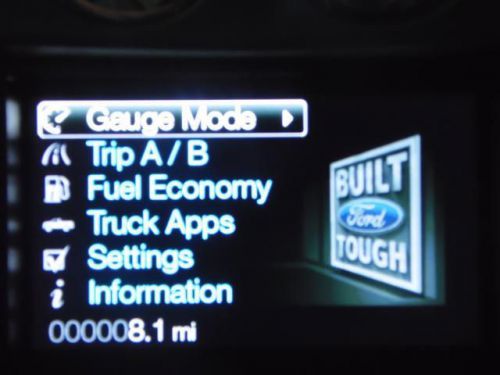 Gauge Mode
Trip A / B
Fuel Economy
Truck Apps
Settings
Information
000008.1 mi
BUILT
Ford
TOUGH